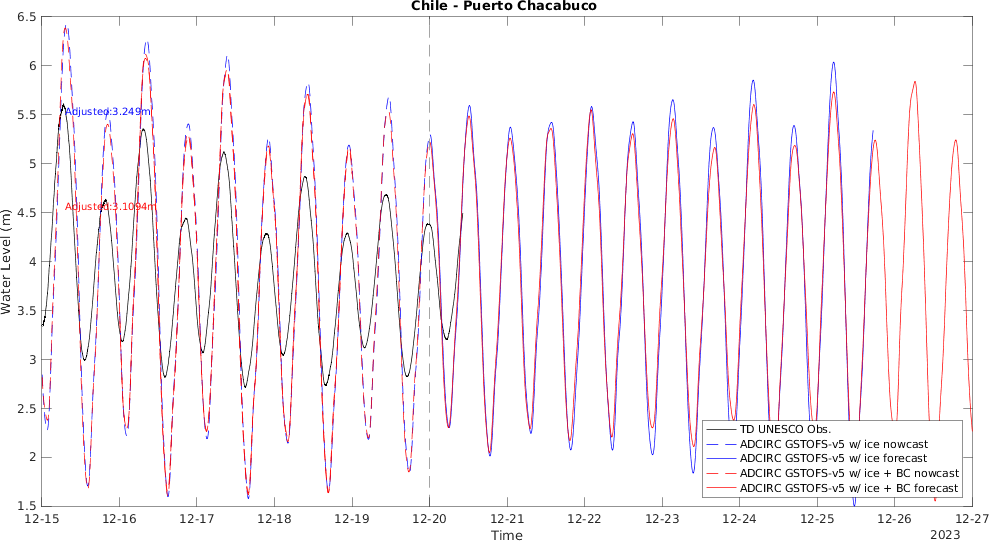 Chile - Puerto Chacabuco
6.5
6
5.5
5
4.5
4
3.5
3
2.5
2
1.5
Water Level (m)
Adjusted:3.249m
Adjusted:3.1094m
TD UNESCO Obs.
ADCIRC GSTOFS-v5 w/ ice nowcast
ADCIRC GSTOFS-v5 w/ ice forecast
ADCIRC GSTOFS-v5 w/ ice + BC nowcast
ADCIRC GSTOFS-v5 w/ ice + BC forecast
12-15 12-16 12-17 12-18 12-19 12-20 12-21 12-22 12-23 12-24 12-25 12-26 12-27
Time
2023